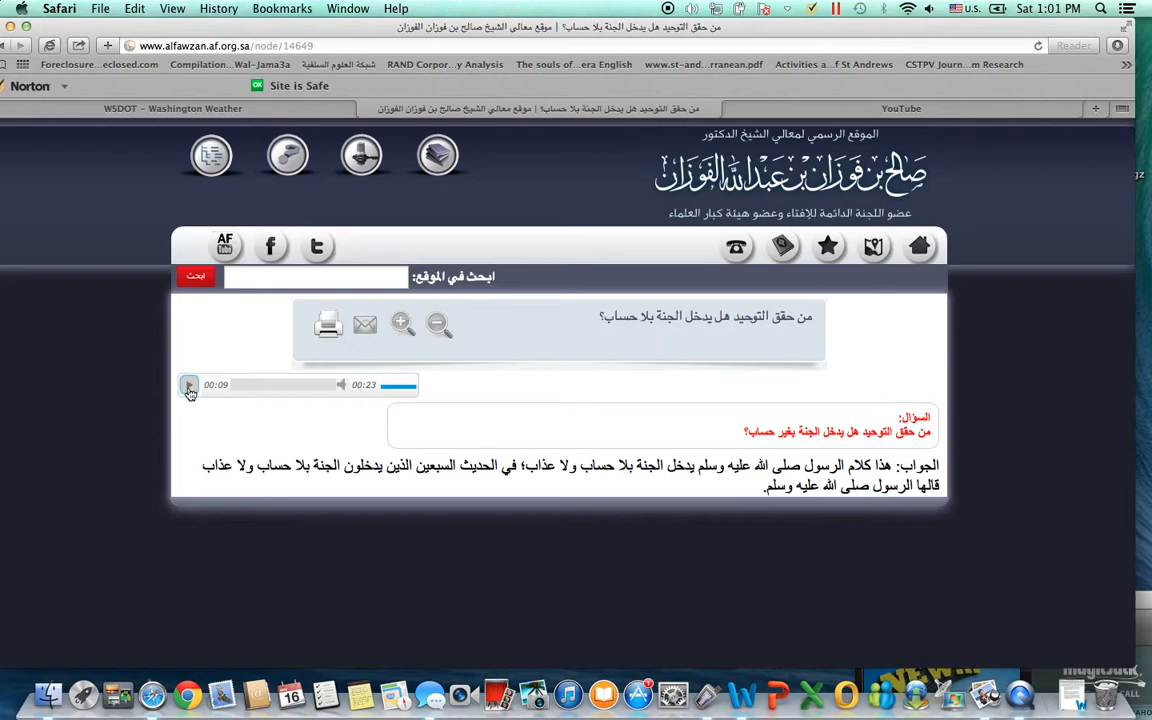 Safari File Edit View History Bookmarks Window Help U.S. Sat 1:01 PM
من حقق التوحيد هل يدخل الجنة بلا حساب؟ | موقع معالي الشيخ صالح بن فوزان الفوزان
www.alfawzan.af.org.sa/node/14649 Reader
Foreclosure...eclosed.com Compilation...Wal-Jama3a شبكة العلوم السلفية RAND Corpor...y Analysis The souls of...era English www.st-and...rranean.pdf Activities a...f St Andrews CSTPV Journ...m Research
Norton OK Site is Safe
WSDOT - Washington Weather من حقق التوحيد هل يدخل الجنة بلا حساب؟ | موقع معالي الشيخ صالح بن فوزان الفوزان YouTube
الموقع الرسمي لمعالي الشيخ الدكتور
صالح بن فوزان بن عبدالله الفوزان
عضو اللجنة الدائمة للإفتاء وعضو هيئة كبار العلماء
AF
ابحث في الموقع: ابحث
من حقق التوحيد هل يدخل الجنة بلا حساب؟
00:09 00:23
السؤال:
من حقق التوحيد هل يدخل الجنة بغير حساب؟
الجواب: هذا كلام الرسول صلى الله عليه وسلم يدخل الجنة بلا حساب ولا عذاب؛ في الحديث السبعين الذين يدخلون الجنة بلا حساب ولا عذاب
قالها الرسول صلى الله عليه وسلم.
16